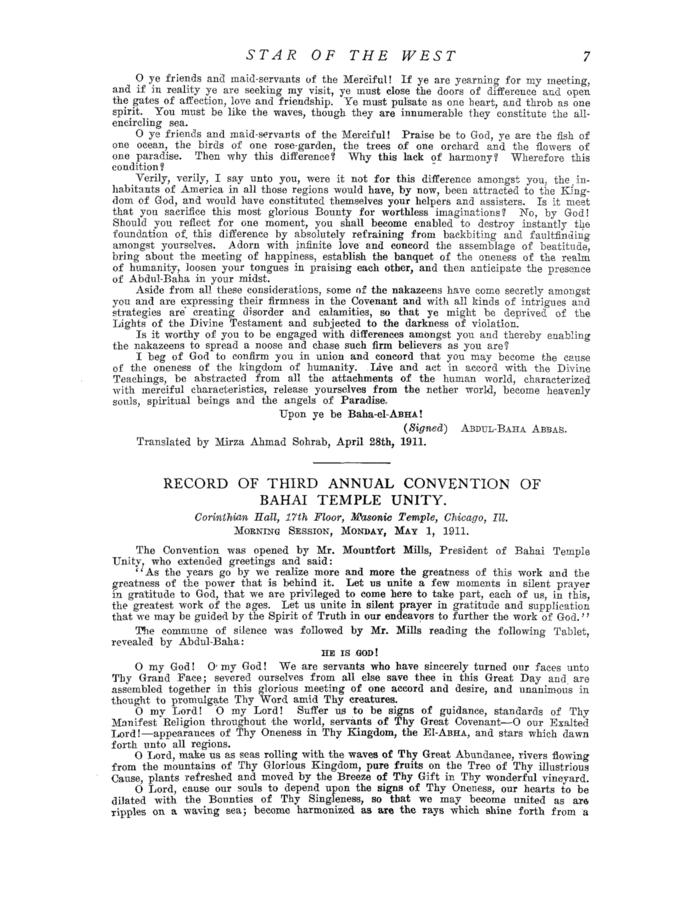 STAR OF THE WEST 7
O ye friends and maid-servants of the Merciful! If ye are yearning for my meeting,
and if in reality ye are seeking my visit, ye must close the doors of difference and open
the gates of affection, love and friendship. Ye must pulsate as one heart, and throb as one
spirit. You must be like the waves, though they are innumerable they constitute the all-
encircling sea.
O ye friends and maid-servants of the Merciful! Praise be to God, ye are the fish of
one ocean, the birds of one rose-garden, the trees of one orchard and the flowers of
one paradise. Then why this difference? Why this lack of harmony? Wherefore this
condition?
Verily, verily, I say unto you, were it not for this difference amongst you, the in-
habitants of America in all those regions would have, by now, been attracted to the King-
dom of God, and would have constituted themselves your helpers and assisters. Is it meet
that you sacrifice this most glorious Bounty for worthless imaginations? No, by God!
Should you reflect for one moment, you shall become enabled to destroy instantly the
foundation of this difference by absolutely refraining from backbiting and faultfinding
amongst yourselves. Adorn with infinite love and concord the assemblage of beatitude,
bring about the meeting of happiness, establish the banquet of the oneness of the realm
of humanity, loosen your tongues in praising each other, and then anticipate the presence
of Abdul-Baha in your midst.
Aside from all these considerations, some of the nakazeens have come secretly amongst
you and are expressing their firmness in the Covenant and with all kinds of intrigues and
strategies are creating disorder and calamities, so that ye might be deprived of the
Lights of the Divine Testament and subjected to the darkness of violation.
Is it worthy of you to be engaged with differences amongst you and thereby enabling
the nakazeens to spread a noose and chase such firm believers as you are?
I beg of God to confirm you in union and concord that you may become the cause
of the oneness of the kingdom of humanity. Live and act in accord with the Divine
Teachings, be abstracted from all the attachments of the human world, characterized
with merciful characteristics, release yourselves from the nether world, become heavenly
souls, spiritual beings and the angels of Paradise.
Upon ye be Baha-el-ABHA!
(Signed) ABDUL-BAHA ABBAS.
Translated by Mirza Ahmad Sohrab, April 28th, 1911.
RECORD OF THIRD ANNUAL CONVENTION OF
BAHAI TEMPLE UNITY.
Corinthian Hall, 17th Floor, Masonic Temple, Chicago, Ill.
MORNING SESSION, MONDAY, MAY 1, 1911.
The Convention was opened by Mr. Mountfort Mills, President of Bahai Temple
Unity, who extended greetings and said:
"As the years go by we realize more and more the greatness of this work and the
greatness of the power that is behind it. Let us unite a few moments in silent prayer
in gratitude to God, that we are privileged to come here to take part, each of us, in this,
the greatest work of the ages. Let us unite in silent prayer in gratitude and supplication
that we may be guided by the Spirit of Truth in our endeavors to further the work of God."
The commune of silence was followed by Mr. Mills reading the following Tablet,
revealed by Abdul-Baha:
HE IS GOD!
O my God! O my God! We are servants who have sincerely turned our faces unto
Thy Grand Face; severed ourselves from all else save thee in this Great Day and are
assembled together in this glorious meeting of one accord and desire, and unanimous in
thought to promulgate Thy Word amid Thy creatures.
O my Lord! O my Lord! Suffer us to be signs of guidance, standards of Thy
Manifest Religion throughout the world, servants of Thy Great Covenant—O our Exalted
Lord!—appearances of Thy Oneness in Thy Kingdom, the El-ABHA, and stars which dawn
forth unto all regions.
O Lord, make us as seas rolling with the waves of Thy Great Abundance, rivers flowing
from the mountains of Thy Glorious Kingdom, pure fruits on the Tree of Thy illustrious
Cause, plants refreshed and moved by the Breeze of Thy Gift in Thy wonderful vineyard.
O Lord, cause our souls to depend upon the signs of Thy Oneness, our hearts to be
dilated with the Bounties of Thy Singleness, so that we may become united as are
ripples on a waving sea; become harmonized as are the rays which shine forth from a